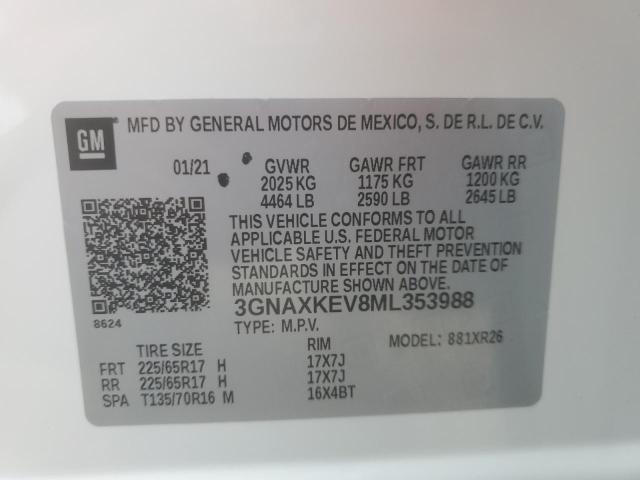 GM
MFD BY GENERAL MOTORS DE MEXICO, S. DE R.L. DE C.V.
01/21 GVWR GAWR FRT GAWR RR
2025 KG 1175 KG 1200 KG
4464 LB 2590 LB 2645 LB
THIS VEHICLE CONFORMS TO ALL
APPLICABLE U.S. FEDERAL MOTOR
VEHICLE SAFETY AND THEFT PREVENTION
STANDARDS IN EFFECT ON THE DATE OF
MANUFACTURE SHOWN ABOVE.
8624
3GNAXKEV8ML353988
TYPE: M.P.V. MODEL: 881XR26
TIRE SIZE RIM
FRT 225/65R17 H 17X7J
RR 225/65R17 H 17X7J
SPA T135/70R16 M 16X4BT